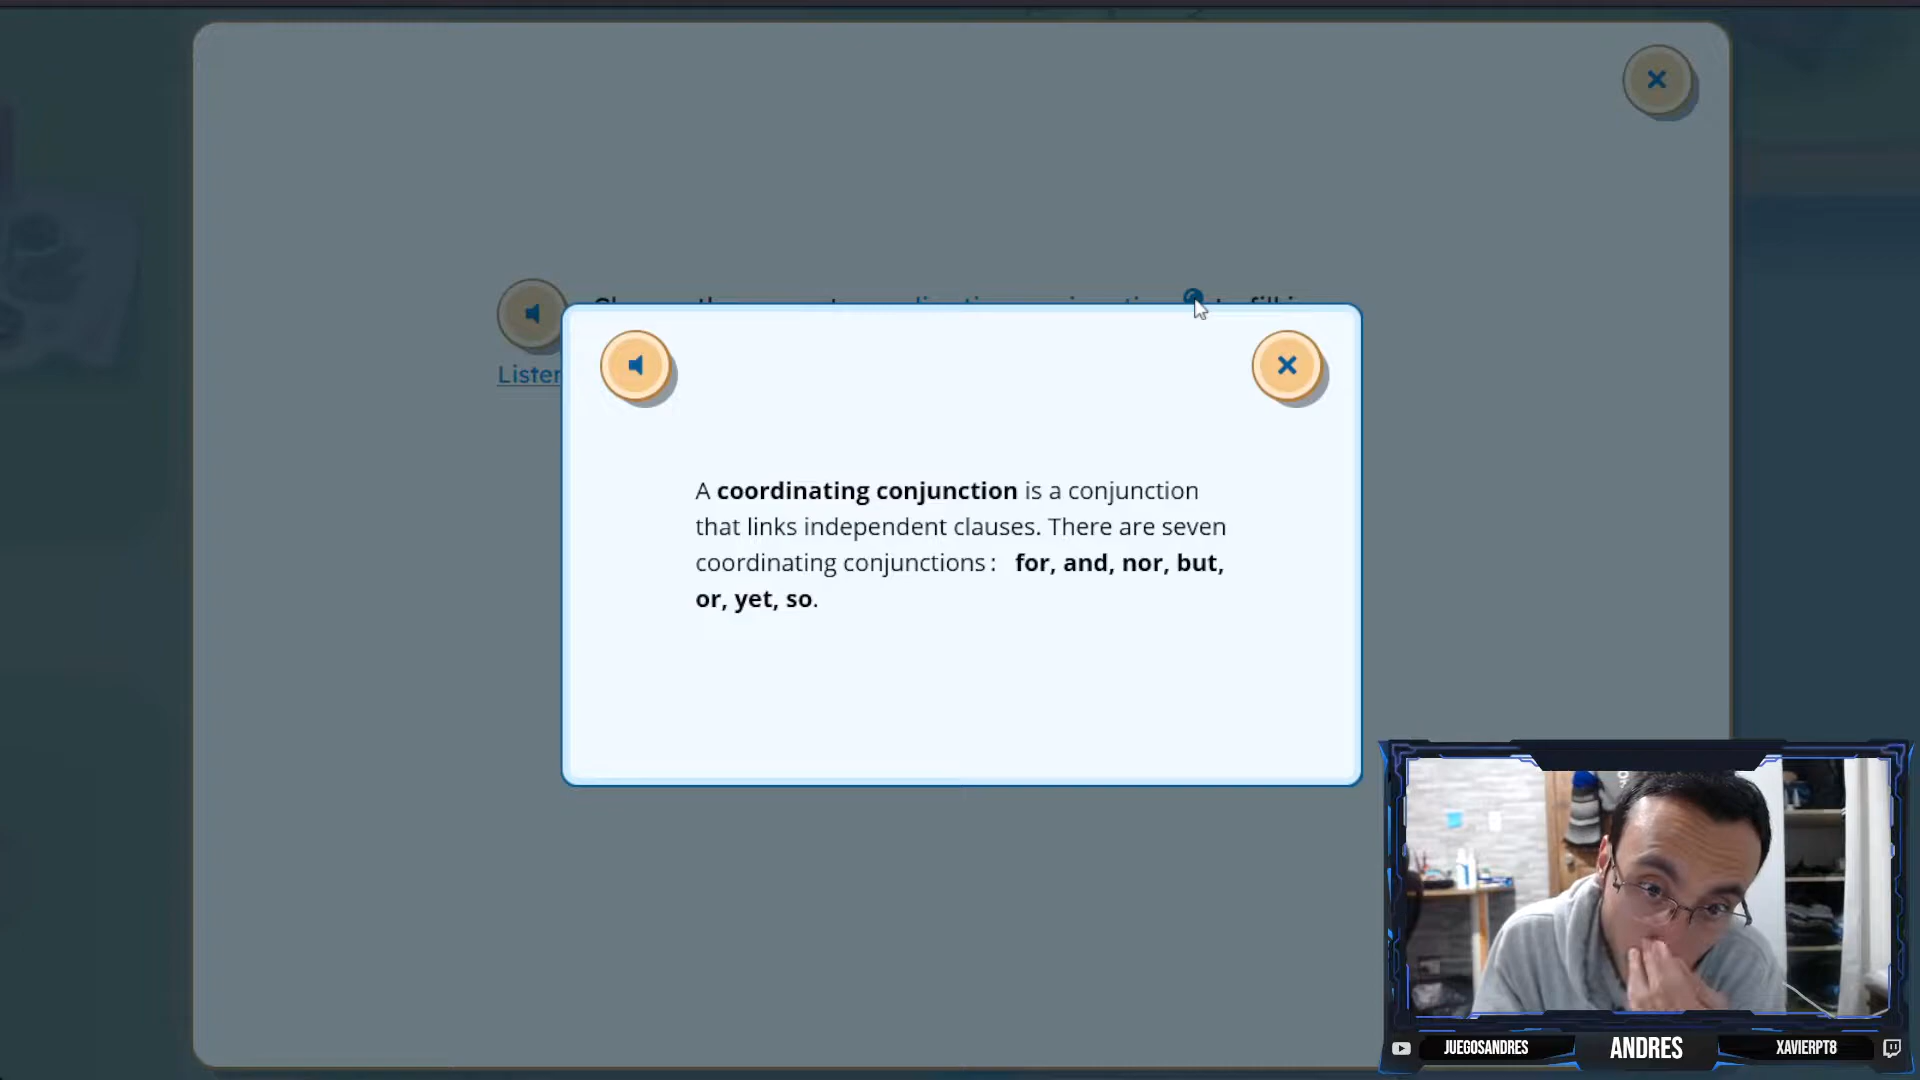 Listen
A coordinating conjunction is a conjunction
that links independent clauses. There are seven
coordinating conjunctions: for, and, nor, but,
or, yet, so.
JUEGOSANDRES
ANDRES
XAVIERPT8